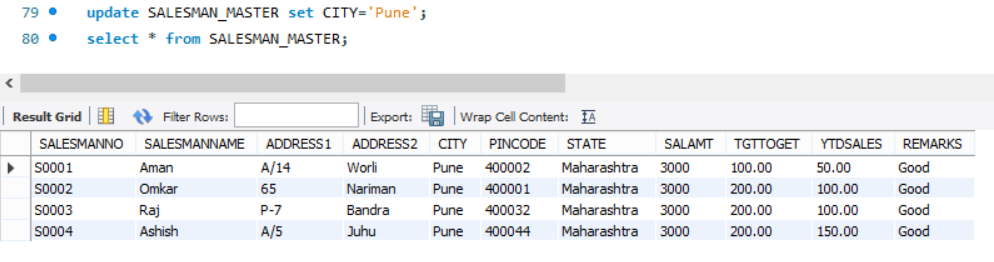 79 update SALESMAN_MASTER set CITY='Pune';
80 select * from SALESMAN_MASTER;
Result Grid Filter Rows: Export: Wrap Cell Content: IA
SALESMANNO SALESMANNAME ADDRESS1 ADDRESS2 CITY PINCODE STATE SALAMT TGTTOGET YTDSALES REMARKS
S0001 Aman A/14 Worli Pune 400002 Maharashtra 3000 100.00 50.00 Good
S0002 Omkar 65 Nariman Pune 400001 Maharashtra 3000 200.00 100.00 Good
S0003 Raj P-7 Bandra Pune 400032 Maharashtra 3000 200.00 100.00 Good
S0004 Ashish A/5 Juhu Pune 400044 Maharashtra 3000 200.00 150.00 Good